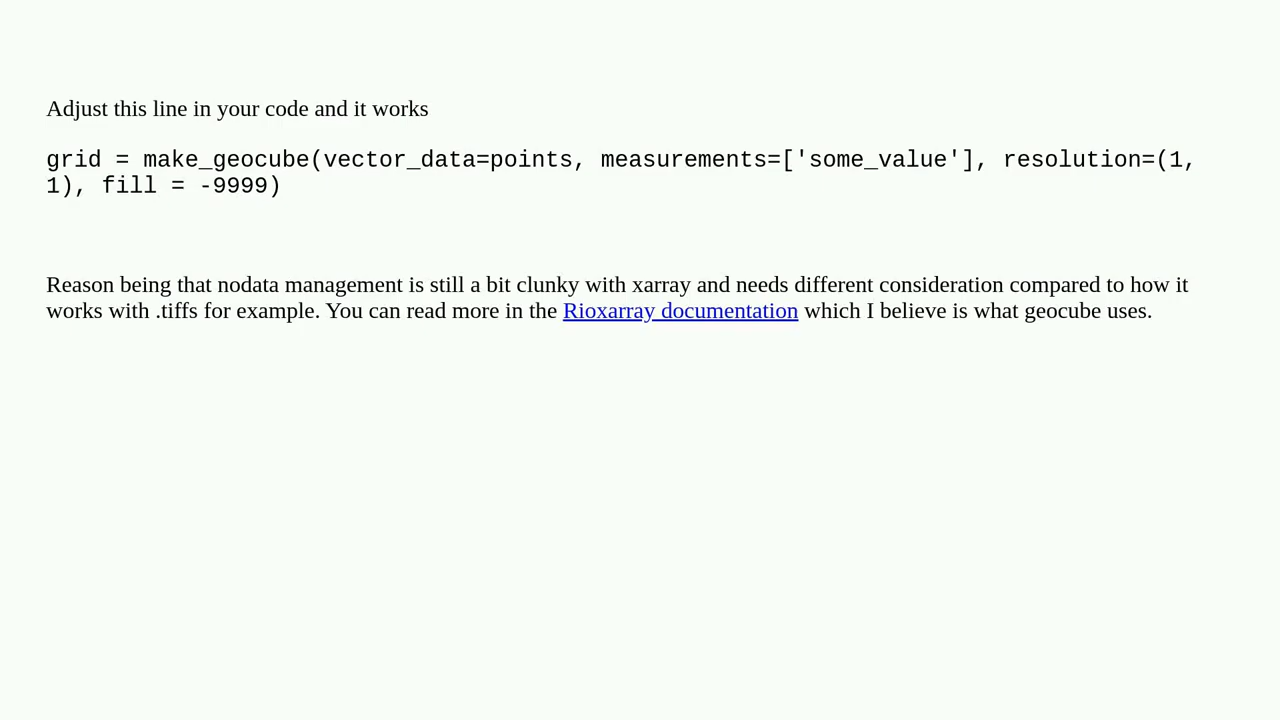 Adjust this line in your code and it works
grid = make_geocube(vector_data=points, measurements=['some_value'], resolution=(1,
1), fill = -9999)
Reason being that nodata management is still a bit clunky with xarray and needs different consideration compared to how it
works with .tiffs for example. You can read more in the Rioxarray documentation which I believe is what geocube uses.